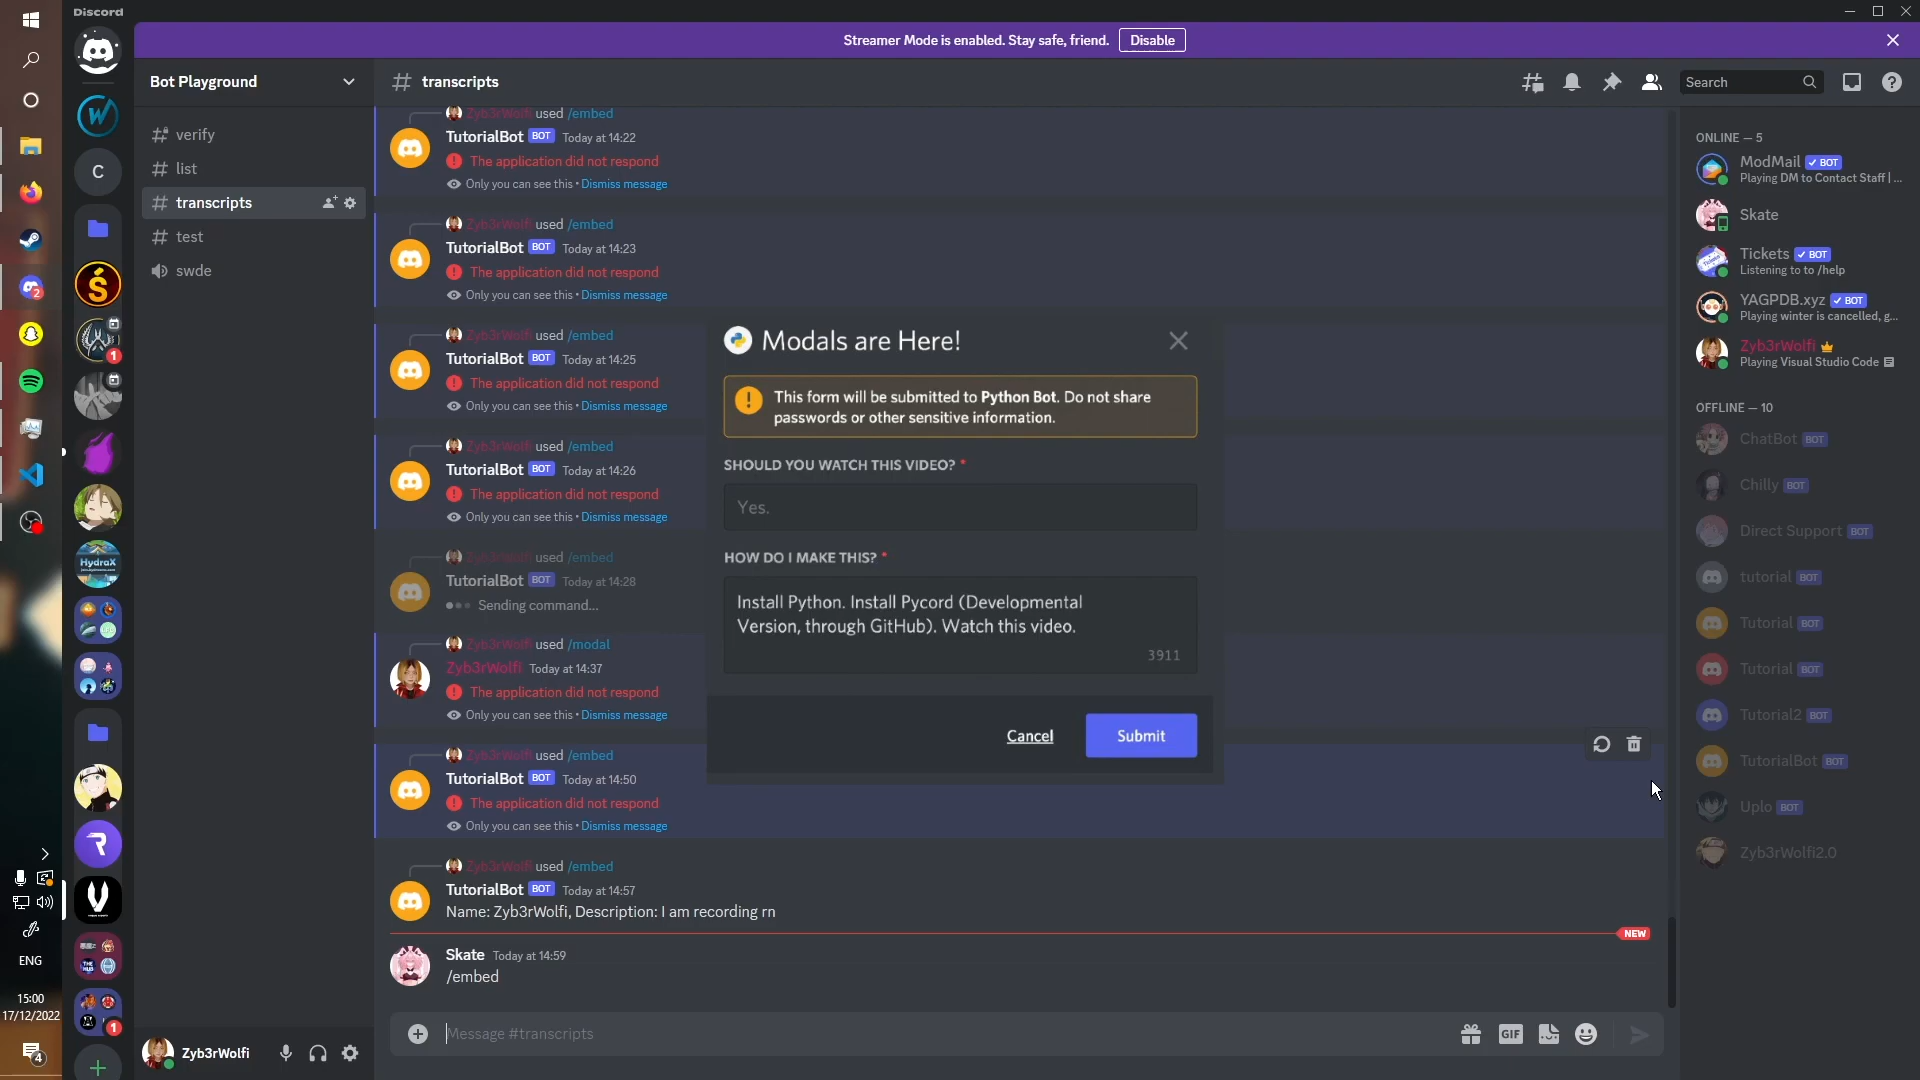 Discord
Streamer Mode is enabled. Stay safe, friend.
Disable
Bot Playground
transcripts
Search
verify
list
transcripts
test
swde
Zyb3rWolfi used /embed
TutorialBot BOT Today at 14:22
The application did not respond
Only you can see this • Dismiss message
Zyb3rWolfi used /embed
TutorialBot BOT Today at 14:23
The application did not respond
Only you can see this • Dismiss message
Zyb3rWolfi used /embed
TutorialBot BOT Today at 14:25
The application did not respond
Only you can see this • Dismiss message
Zyb3rWolfi used /embed
TutorialBot BOT Today at 14:26
The application did not respond
Only you can see this • Dismiss message
Zyb3rWolfi used /embed
TutorialBot BOT Today at 14:28
Sending command...
Zyb3rWolfi used /modal
Zyb3rWolfi Today at 14:37
The application did not respond
Only you can see this • Dismiss message
Zyb3rWolfi used /embed
TutorialBot BOT Today at 14:50
The application did not respond
Only you can see this • Dismiss message
Zyb3rWolfi used /embed
TutorialBot BOT Today at 14:57
Name: Zyb3rWolfi, Description: I am recording rn
NEW
Skate Today at 14:59
/embed
Message #transcripts
GIF
Modals are Here!
This form will be submitted to Python Bot. Do not share
passwords or other sensitive information.
SHOULD YOU WATCH THIS VIDEO? *
Yes.
HOW DO I MAKE THIS? *
Install Python. Install Pycord (Developmental
Version, through GitHub). Watch this video.
3911
Cancel
Submit
ONLINE — 5
ModMail BOT
Playing DM to Contact Staff | ...
Skate
Tickets BOT
Listening to to /help
YAGPDB.xyz BOT
Playing winter is cancelled, g...
Zyb3rWolfi
Playing Visual Studio Code
OFFLINE — 10
ChatBot BOT
Chilly BOT
Direct Support BOT
tutorial BOT
Tutorial BOT
Tutorial BOT
Tutorial2 BOT
TutorialBot BOT
Uplo BOT
Zyb3rWolfi2.0
Zyb3rWolfi
C
HydraX
1
1
2
ENG
15:00
17/12/2022
4